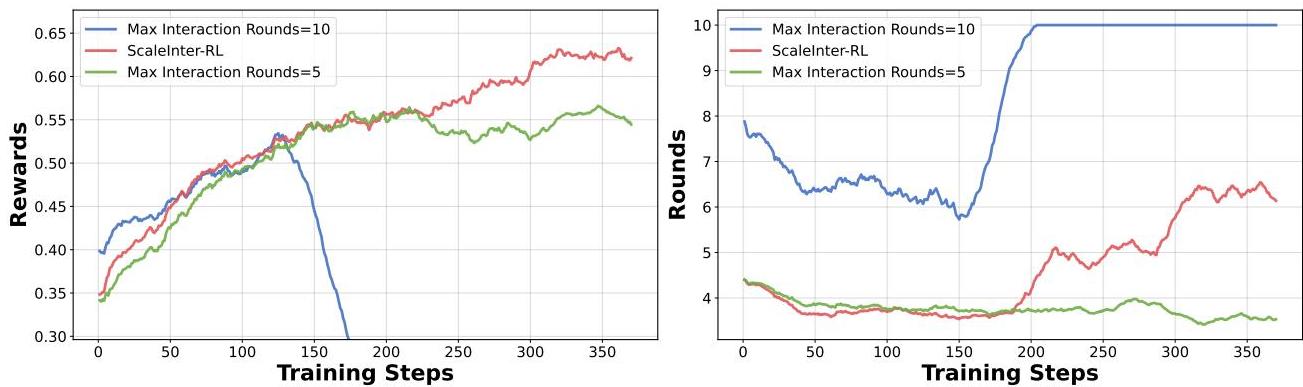 Max Interaction Rounds=10
ScaleInter-RL
Max Interaction Rounds=5
Rewards
0.65
0.60
0.55
0.50
0.45
0.40
0.35
0.30
0 50 100 150 200 250 300 350
Training Steps
Max Interaction Rounds=10
ScaleInter-RL
Max Interaction Rounds=5
Rounds
10
9
8
7
6
5
4
0 50 100 150 200 250 300 350
Training Steps